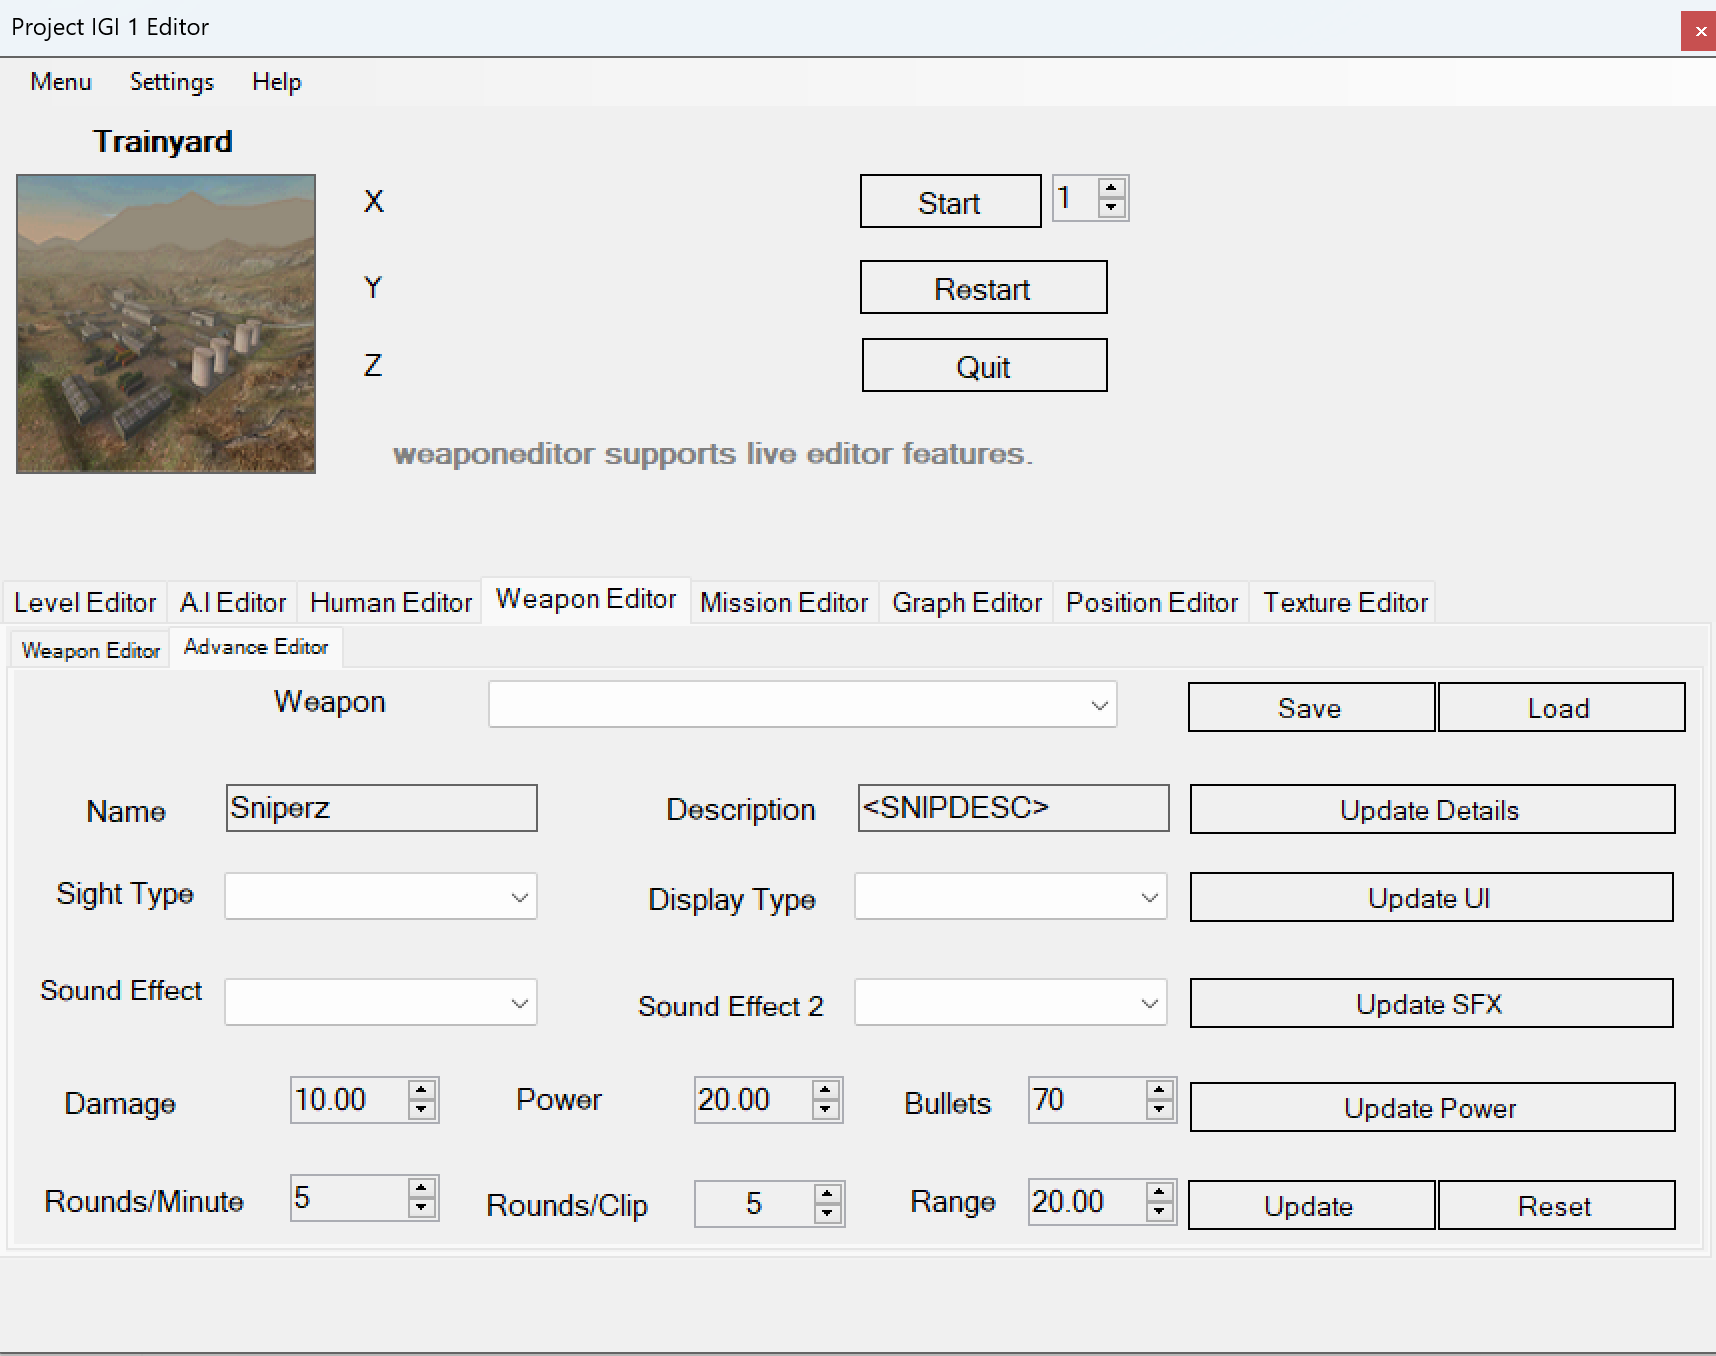 Project IGI 1 Editor
Menu Settings Help
Trainyard
X Start 1
Y Restart
Z Quit
weaponeditor supports live editor features.
Level Editor A.I Editor Human Editor Weapon Editor Mission Editor Graph Editor Position Editor Texture Editor
Weapon Editor Advance Editor
Weapon Save Load
Name Sniperz Description <SNIPDESC> Update Details
Sight Type Display Type Update UI
Sound Effect Sound Effect 2 Update SFX
Damage 10.00 Power 20.00 Bullets 70 Update Power
Rounds/Minute 5 Rounds/Clip 5 Range 20.00 Update Reset